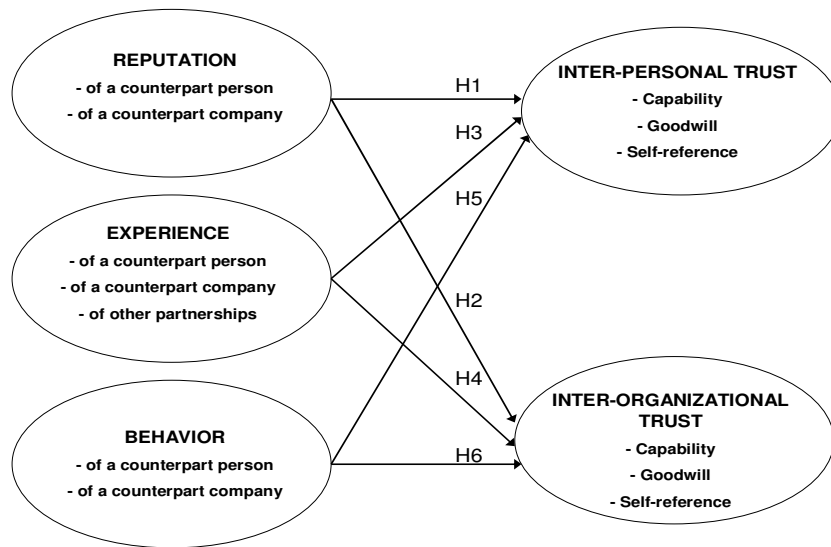 REPUTATION
- of a counterpart person
- of a counterpart company
EXPERIENCE
- of a counterpart person
- of a counterpart company
- of other partnerships
BEHAVIOR
- of a counterpart person
- of a counterpart company
H1
H3
H5
H2
H4
H6
INTER-PERSONAL TRUST
- Capability
- Goodwill
- Self-reference
INTER-ORGANIZATIONAL
TRUST
- Capability
- Goodwill
- Self-reference